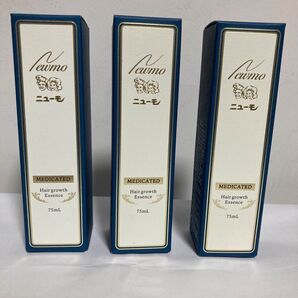 Newmo
ニューモ
MEDICATED
Hair growth
Essence
75mL
Newmo
ニューモ
MEDICATED
Hair growth
Essence
75mL
Newmo
ニューモ
MEDICATED
Hair growth
Essence
75mL